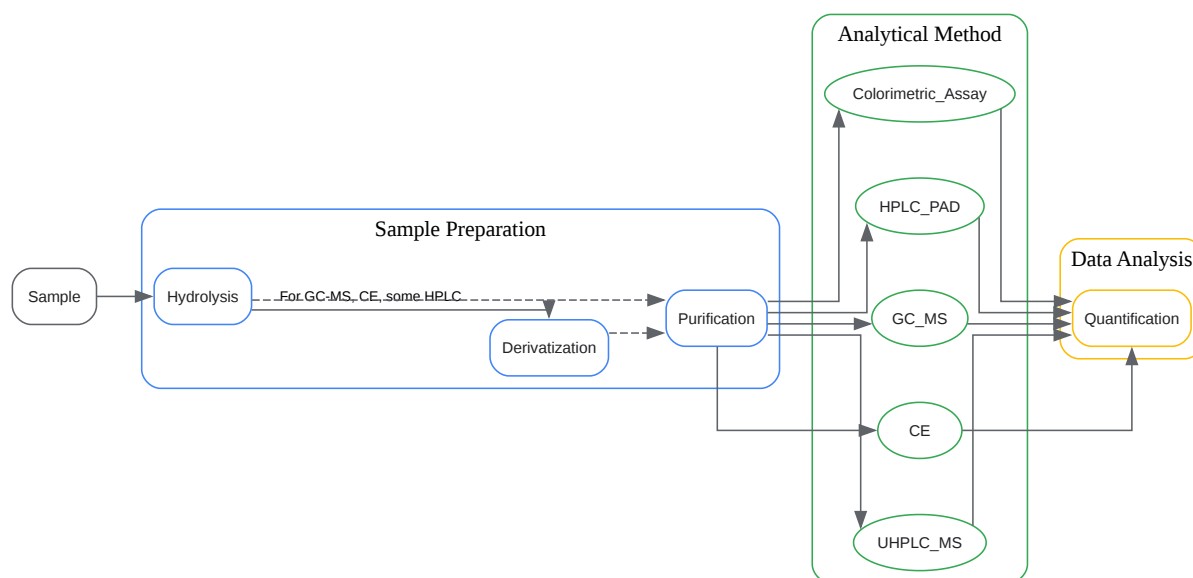 Analytical Method
Colorimetric_Assay
HPLC_PAD
Sample Preparation
Data Analysis
Sample
Hydrolysis
For GC-MS, CE, some HPLC
Purification
GC_MS
Quantification
Derivatization
CE
UHPLC_MS